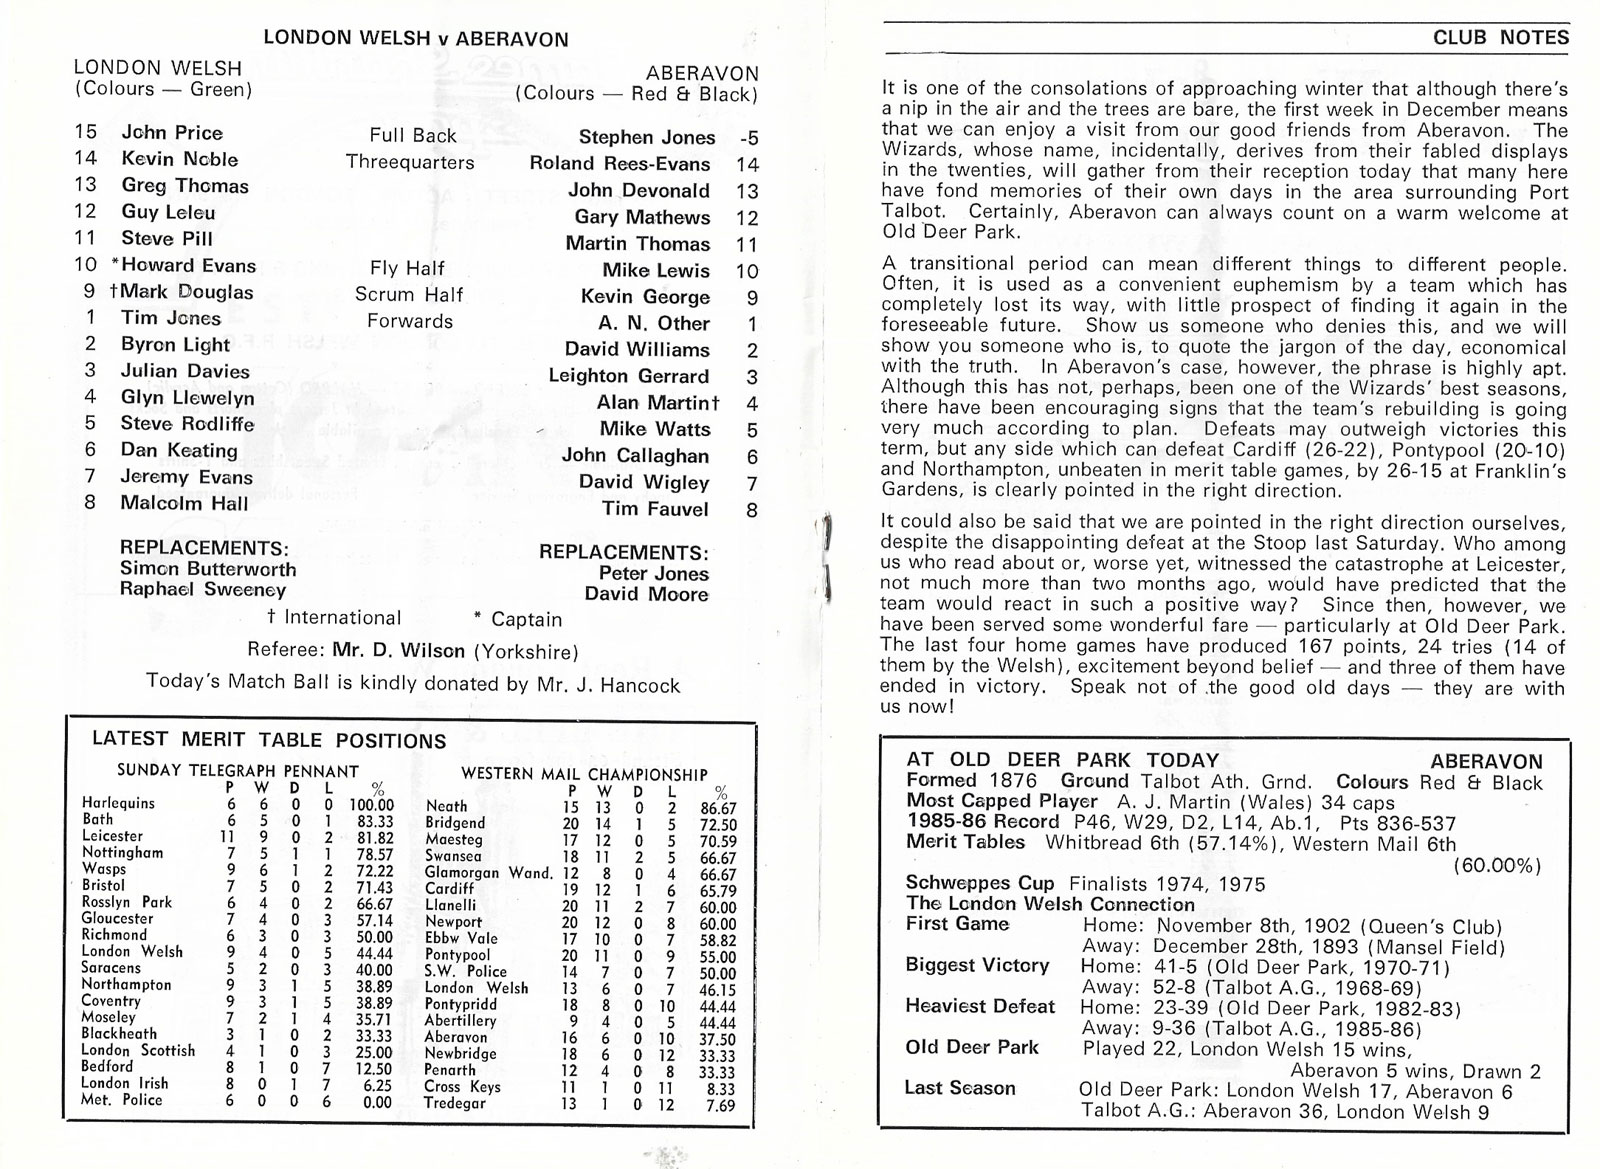 LONDON WELSH v ABERAVON
LONDON WELSH ABERAVON
(Colours — Green) (Colours — Red & Black)
15 John Price Full Back Stephen Jones -5
14 Kevin Noble Threequarters Roland Rees-Evans 14
13 Greg Thomas John Devonald 13
12 Guy Leleu Gary Mathews 12
11 Steve Pill Martin Thomas 11
10 *Howard Evans Fly Half Mike Lewis 10
9 †Mark Douglas Scrum Half Kevin George 9
1 Tim Jones Forwards A. N. Other 1
2 Byron Light David Williams 2
3 Julian Davies Leighton Gerrard 3
4 Glyn Llewelyn Alan Martin† 4
5 Steve Rodliffe Mike Watts 5
6 Dan Keating John Callaghan 6
7 Jeremy Evans David Wigley 7
8 Malcolm Hall Tim Fauvel 8
REPLACEMENTS: REPLACEMENTS:
Simon Butterworth Peter Jones
Raphael Sweeney David Moore
† International * Captain
Referee: Mr. D. Wilson (Yorkshire)
Today's Match Ball is kindly donated by Mr. J. Hancock
LATEST MERIT TABLE POSITIONS
SUNDAY TELEGRAPH PENNANT
P W D L %
Harlequins 6 6 0 0 100.00
Bath 6 5 0 1 83.33
Leicester 11 9 0 2 81.82
Nottingham 7 5 1 1 78.57
Wasps 9 6 1 2 72.22
Bristol 7 5 0 2 71.43
Rosslyn Park 6 4 0 2 66.67
Gloucester 7 4 0 3 57.14
Richmond 6 3 0 3 50.00
London Welsh 9 4 0 5 44.44
Saracens 5 2 0 3 40.00
Northampton 9 3 1 5 38.89
Coventry 9 3 1 5 38.89
Moseley 7 2 1 4 35.71
Blackheath 3 1 0 2 33.33
London Scottish 4 1 0 3 25.00
Bedford 8 1 0 7 12.50
London Irish 8 0 1 7 6.25
Met. Police 6 0 0 6 0.00
WESTERN MAIL CHAMPIONSHIP
P W D L %
Neath 15 13 0 2 86.67
Bridgend 20 14 1 5 72.50
Maesteg 17 12 0 5 70.59
Swansea 18 11 2 5 66.67
Glamorgan Wand. 12 8 0 4 66.67
Cardiff 19 12 1 6 65.79
Llanelli 20 11 2 7 60.00
Newport 20 12 0 8 60.00
Ebbw Vale 17 10 0 7 58.82
Pontypool 20 11 0 9 55.00
S.W. Police 14 7 0 7 50.00
London Welsh 13 6 0 7 46.15
Pontypridd 18 8 0 10 44.44
Abertillery 9 4 0 5 44.44
Aberavon 16 6 0 10 37.50
Newbridge 18 6 0 12 33.33
Penarth 12 4 0 8 33.33
Cross Keys 11 1 0 11 8.33
Tredegar 13 1 0 12 7.69
CLUB NOTES
It is one of the consolations of approaching winter that although there's
a nip in the air and the trees are bare, the first week in December means
that we can enjoy a visit from our good friends from Aberavon. The
Wizards, whose name, incidentally, derives from their fabled displays
in the twenties, will gather from their reception today that many here
have fond memories of their own days in the area surrounding Port
Talbot. Certainly, Aberavon can always count on a warm welcome at
Old Deer Park.
A transitional period can mean different things to different people.
Often, it is used as a convenient euphemism by a team which has
completely lost its way, with little prospect of finding it again in the
foreseeable future. Show us someone who denies this, and we will
show you someone who is, to quote the jargon of the day, economical
with the truth. In Aberavon's case, however, the phrase is highly apt.
Although this has not, perhaps, been one of the Wizards' best seasons,
there have been encouraging signs that the team's rebuilding is going
very much according to plan. Defeats may outweigh victories this
term, but any side which can defeat Cardiff (26-22), Pontypool (20-10)
and Northampton, unbeaten in merit table games, by 26-15 at Franklin's
Gardens, is clearly pointed in the right direction.
It could also be said that we are pointed in the right direction ourselves,
despite the disappointing defeat at the Stoop last Saturday. Who among
us who read about or, worse yet, witnessed the catastrophe at Leicester,
not much more than two months ago, would have predicted that the
team would react in such a positive way? Since then, however, we
have been served some wonderful fare — particularly at Old Deer Park.
The last four home games have produced 167 points, 24 tries (14 of
them by the Welsh), excitement beyond belief — and three of them have
ended in victory. Speak not of the good old days — they are with
us now!
AT OLD DEER PARK TODAY ABERAVON
Formed 1876 Ground Talbot Ath. Grnd. Colours Red & Black
Most Capped Player A. J. Martin (Wales) 34 caps
1985-86 Record P46, W29, D2, L14, Ab.1, Pts 836-537
Merit Tables Whitbread 6th (57.14%), Western Mail 6th
(60.00%)
Schweppes Cup Finalists 1974, 1975
The London Welsh Connection
First Game Home: November 8th, 1902 (Queen's Club)
Away: December 28th, 1893 (Mansel Field)
Biggest Victory Home: 41-5 (Old Deer Park, 1970-71)
Away: 52-8 (Talbot A.G., 1968-69)
Heaviest Defeat Home: 23-39 (Old Deer Park, 1982-83)
Away: 9-36 (Talbot A.G., 1985-86)
Old Deer Park Played 22, London Welsh 15 wins,
Aberavon 5 wins, Drawn 2
Last Season Old Deer Park: London Welsh 17, Aberavon 6
Talbot A.G.: Aberavon 36, London Welsh 9